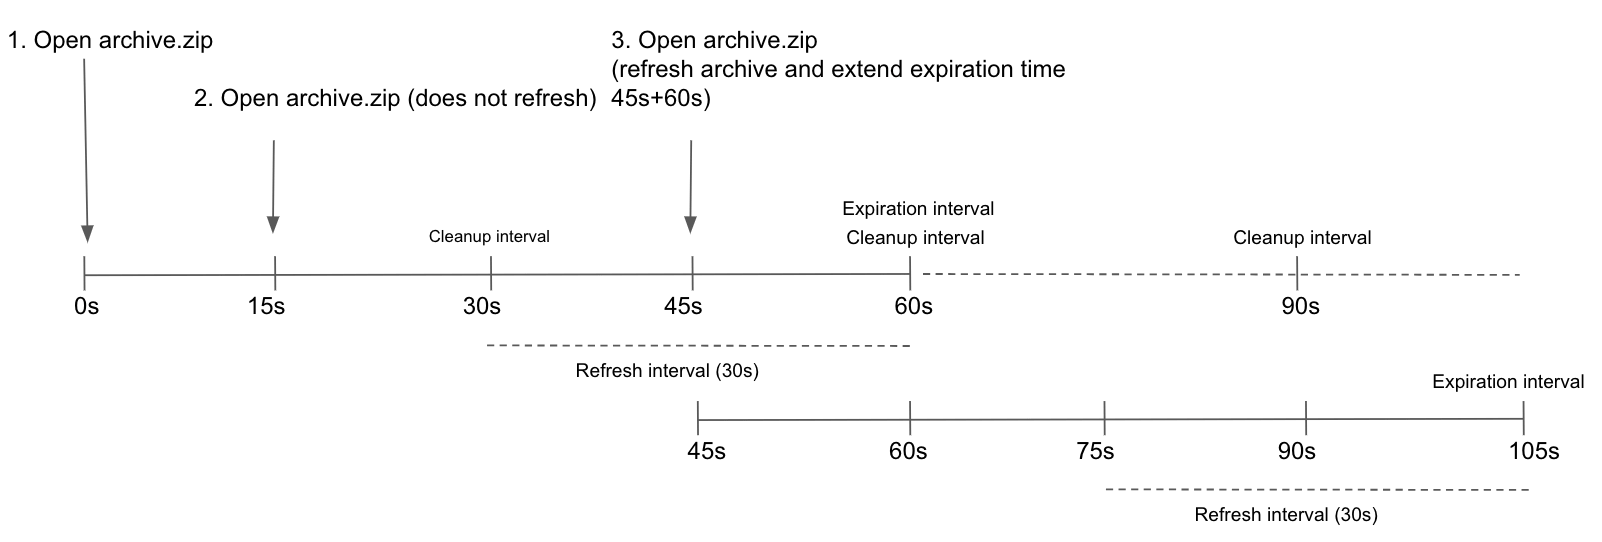 1. Open archive.zip
3. Open archive.zip
(refresh archive and extend expiration time
2. Open archive.zip (does not refresh)
45s+60s)
Expiration interval
Cleanup interval
Cleanup interval
Cleanup interval
0s
15s
30s
45s
60s
90s
Refresh interval (30s)
Expiration interval
45s
60s
75s
90s
105s
Refresh interval (30s)